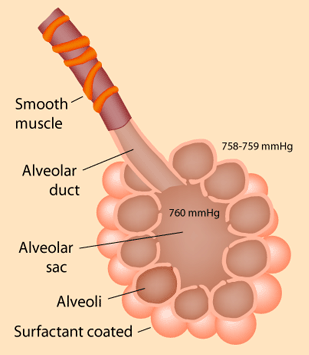 Smooth
muscle
758-759 mmHg
Alveolar
duct
760 mmHg
Alveolar
sac
Alveoli
Surfactant coated